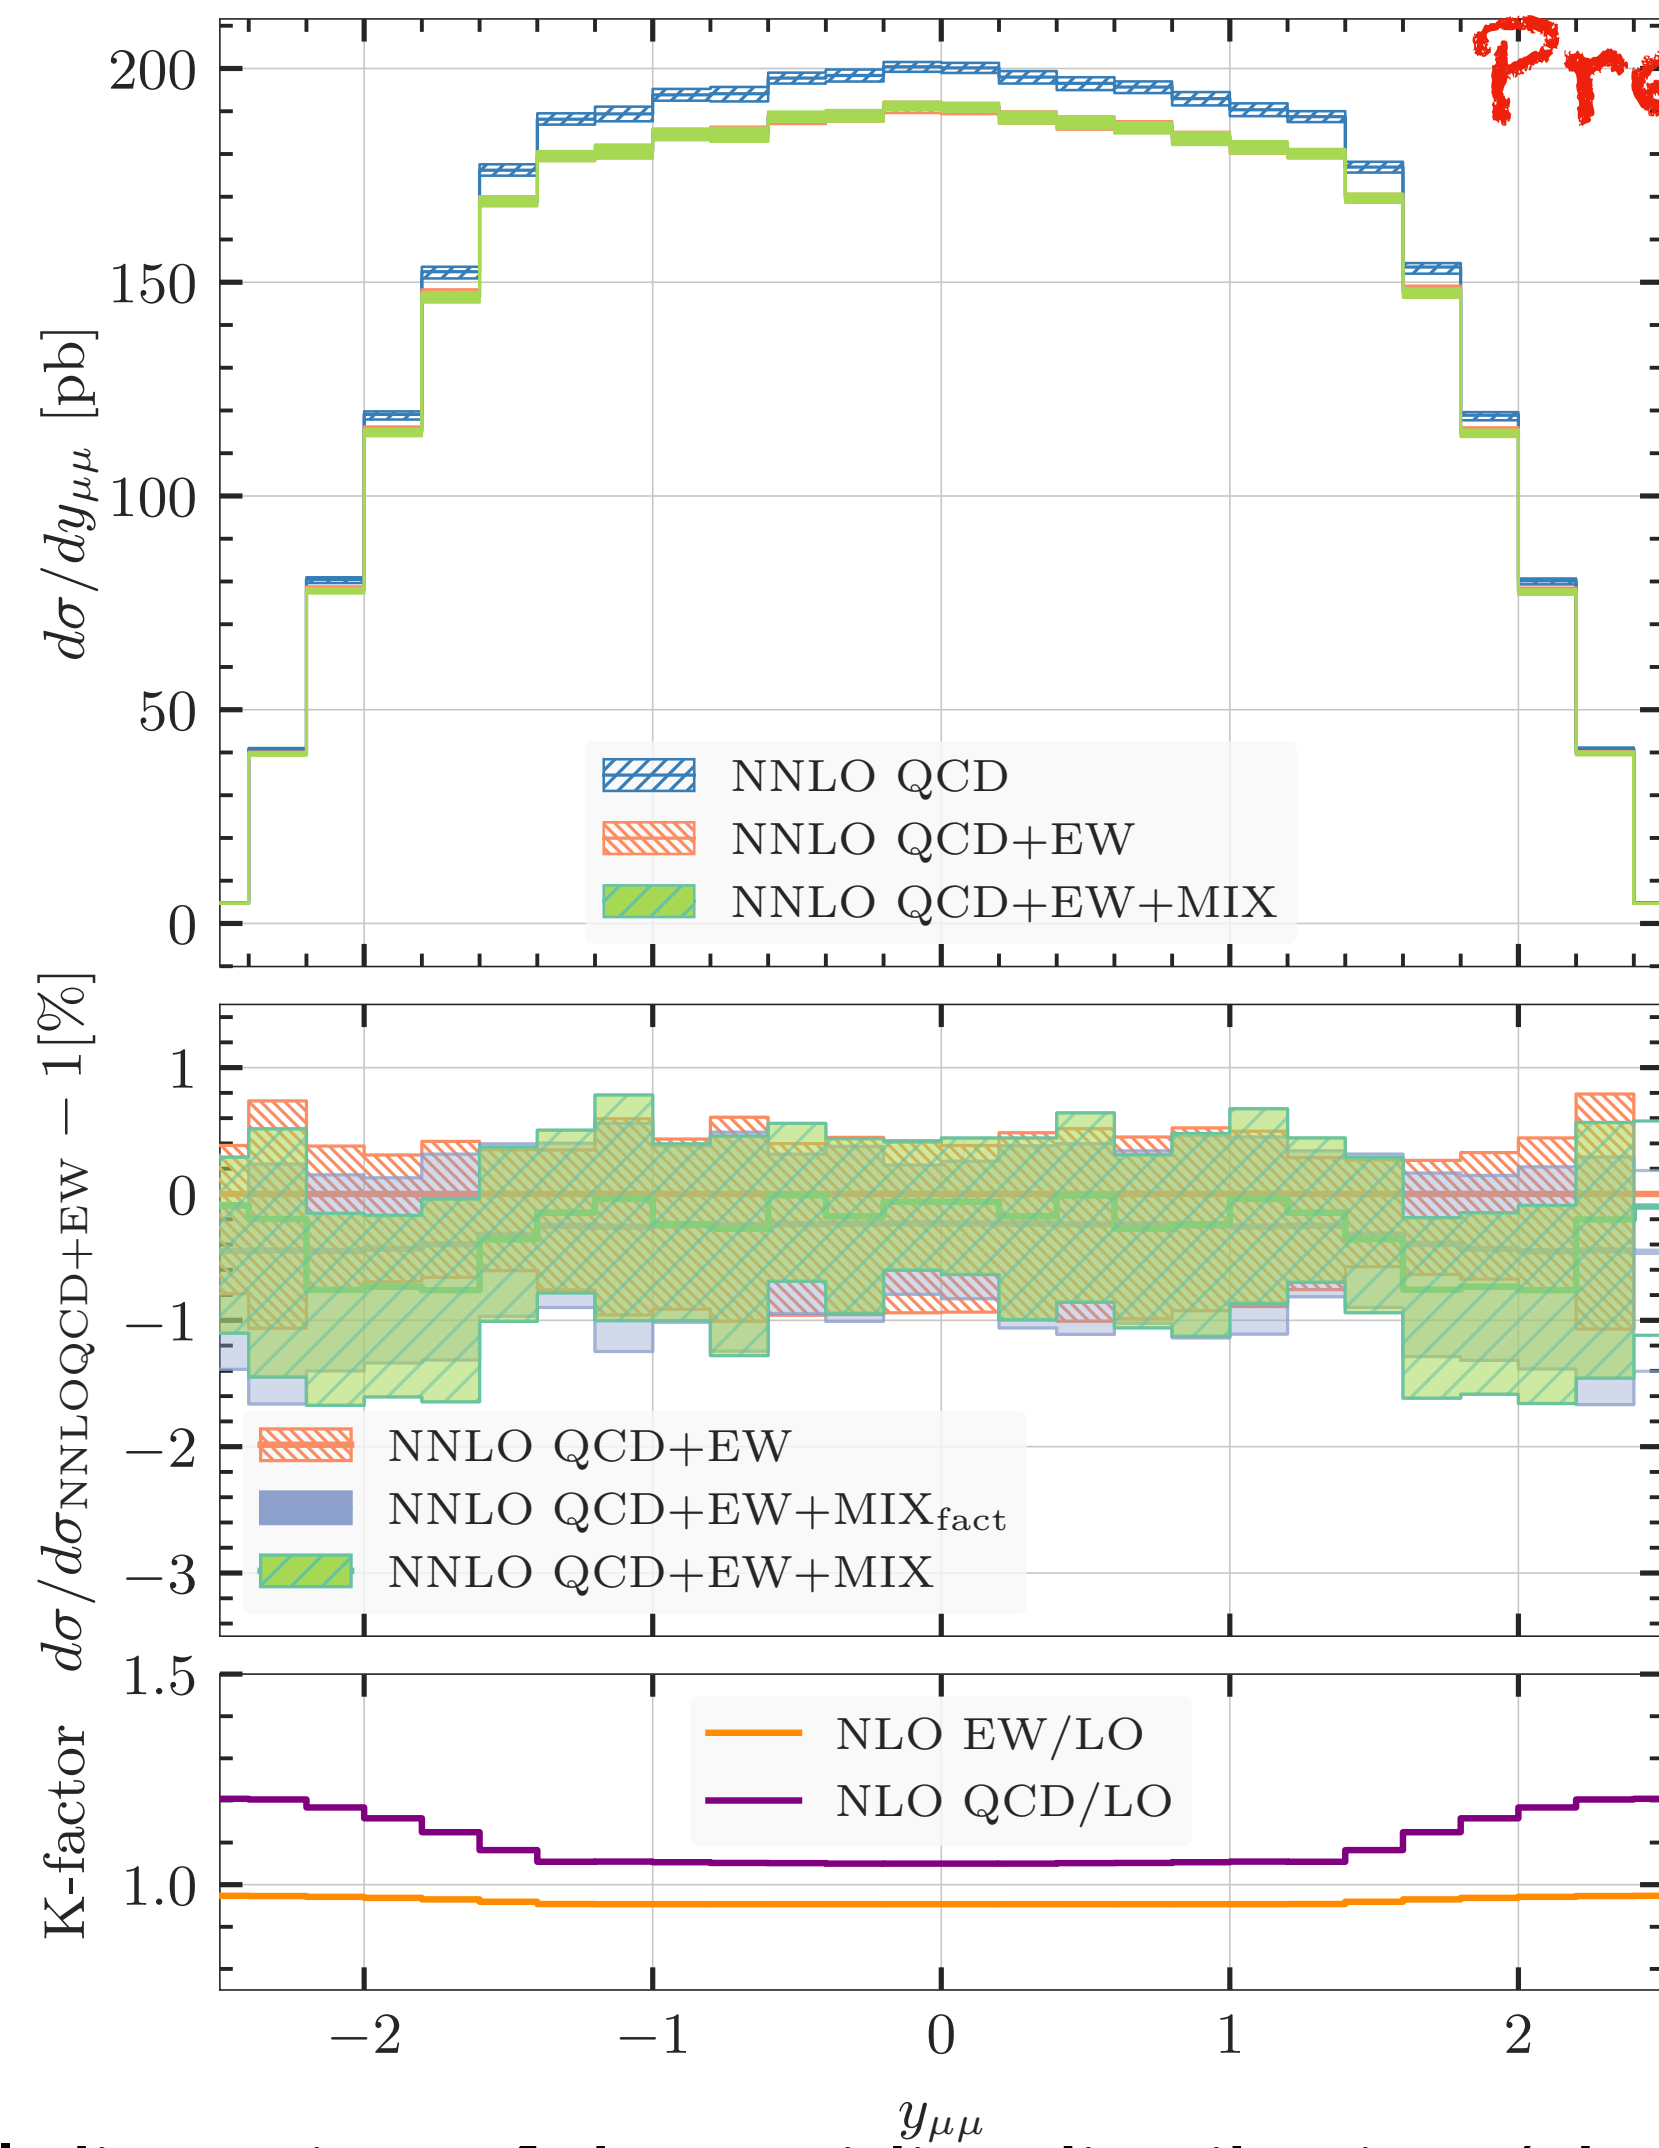 Pre
200
150
100
50
0
dσ/dy_μμ [pb]
NNLO QCD
NNLO QCD+EW
NNLO QCD+EW+MIX
1
0
−1
−2
−3
dσ/dσ_NNLOQCD+EW − 1[%]
NNLO QCD+EW
NNLO QCD+EW+MIX_fact
NNLO QCD+EW+MIX
1.5
1.0
K-factor
NLO EW/LO
NLO QCD/LO
−2 −1 0 1 2
y_μμ